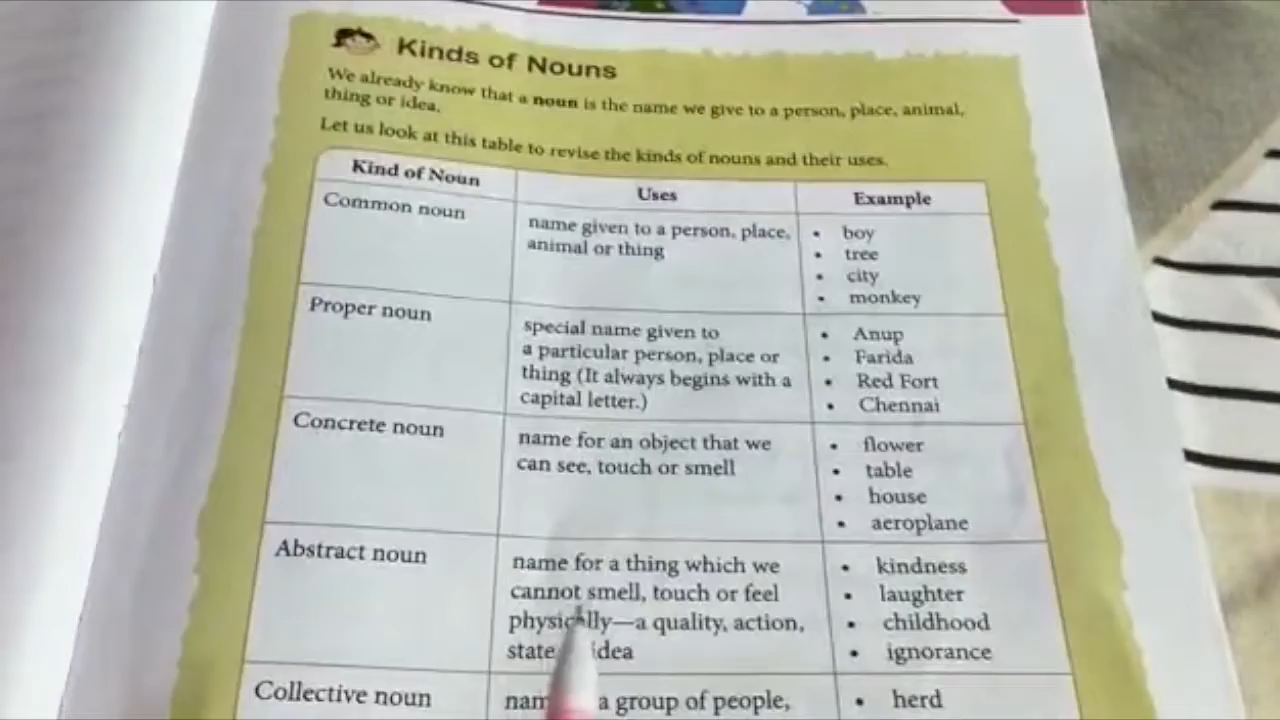 Kinds of Nouns
We already know that a noun is the name we give to a person, place, animal,
thing or idea.
Let us look at this table to revise the kinds of nouns and their uses.
Kind of Noun
Uses
Example
Common noun
name given to a person, place,
animal or thing
• boy
• tree
• city
• monkey
Proper noun
special name given to
a particular person, place or
thing (It always begins with a
capital letter.)
• Anup
• Farida
• Red Fort
• Chennai
Concrete noun
name for an object that we
can see, touch or smell
• flower
• table
• house
• aeroplane
Abstract noun
name for a thing which we
cannot smell, touch or feel
physically—a quality, action,
state idea
• kindness
• laughter
• childhood
• ignorance
Collective noun
a group of people,
• herd